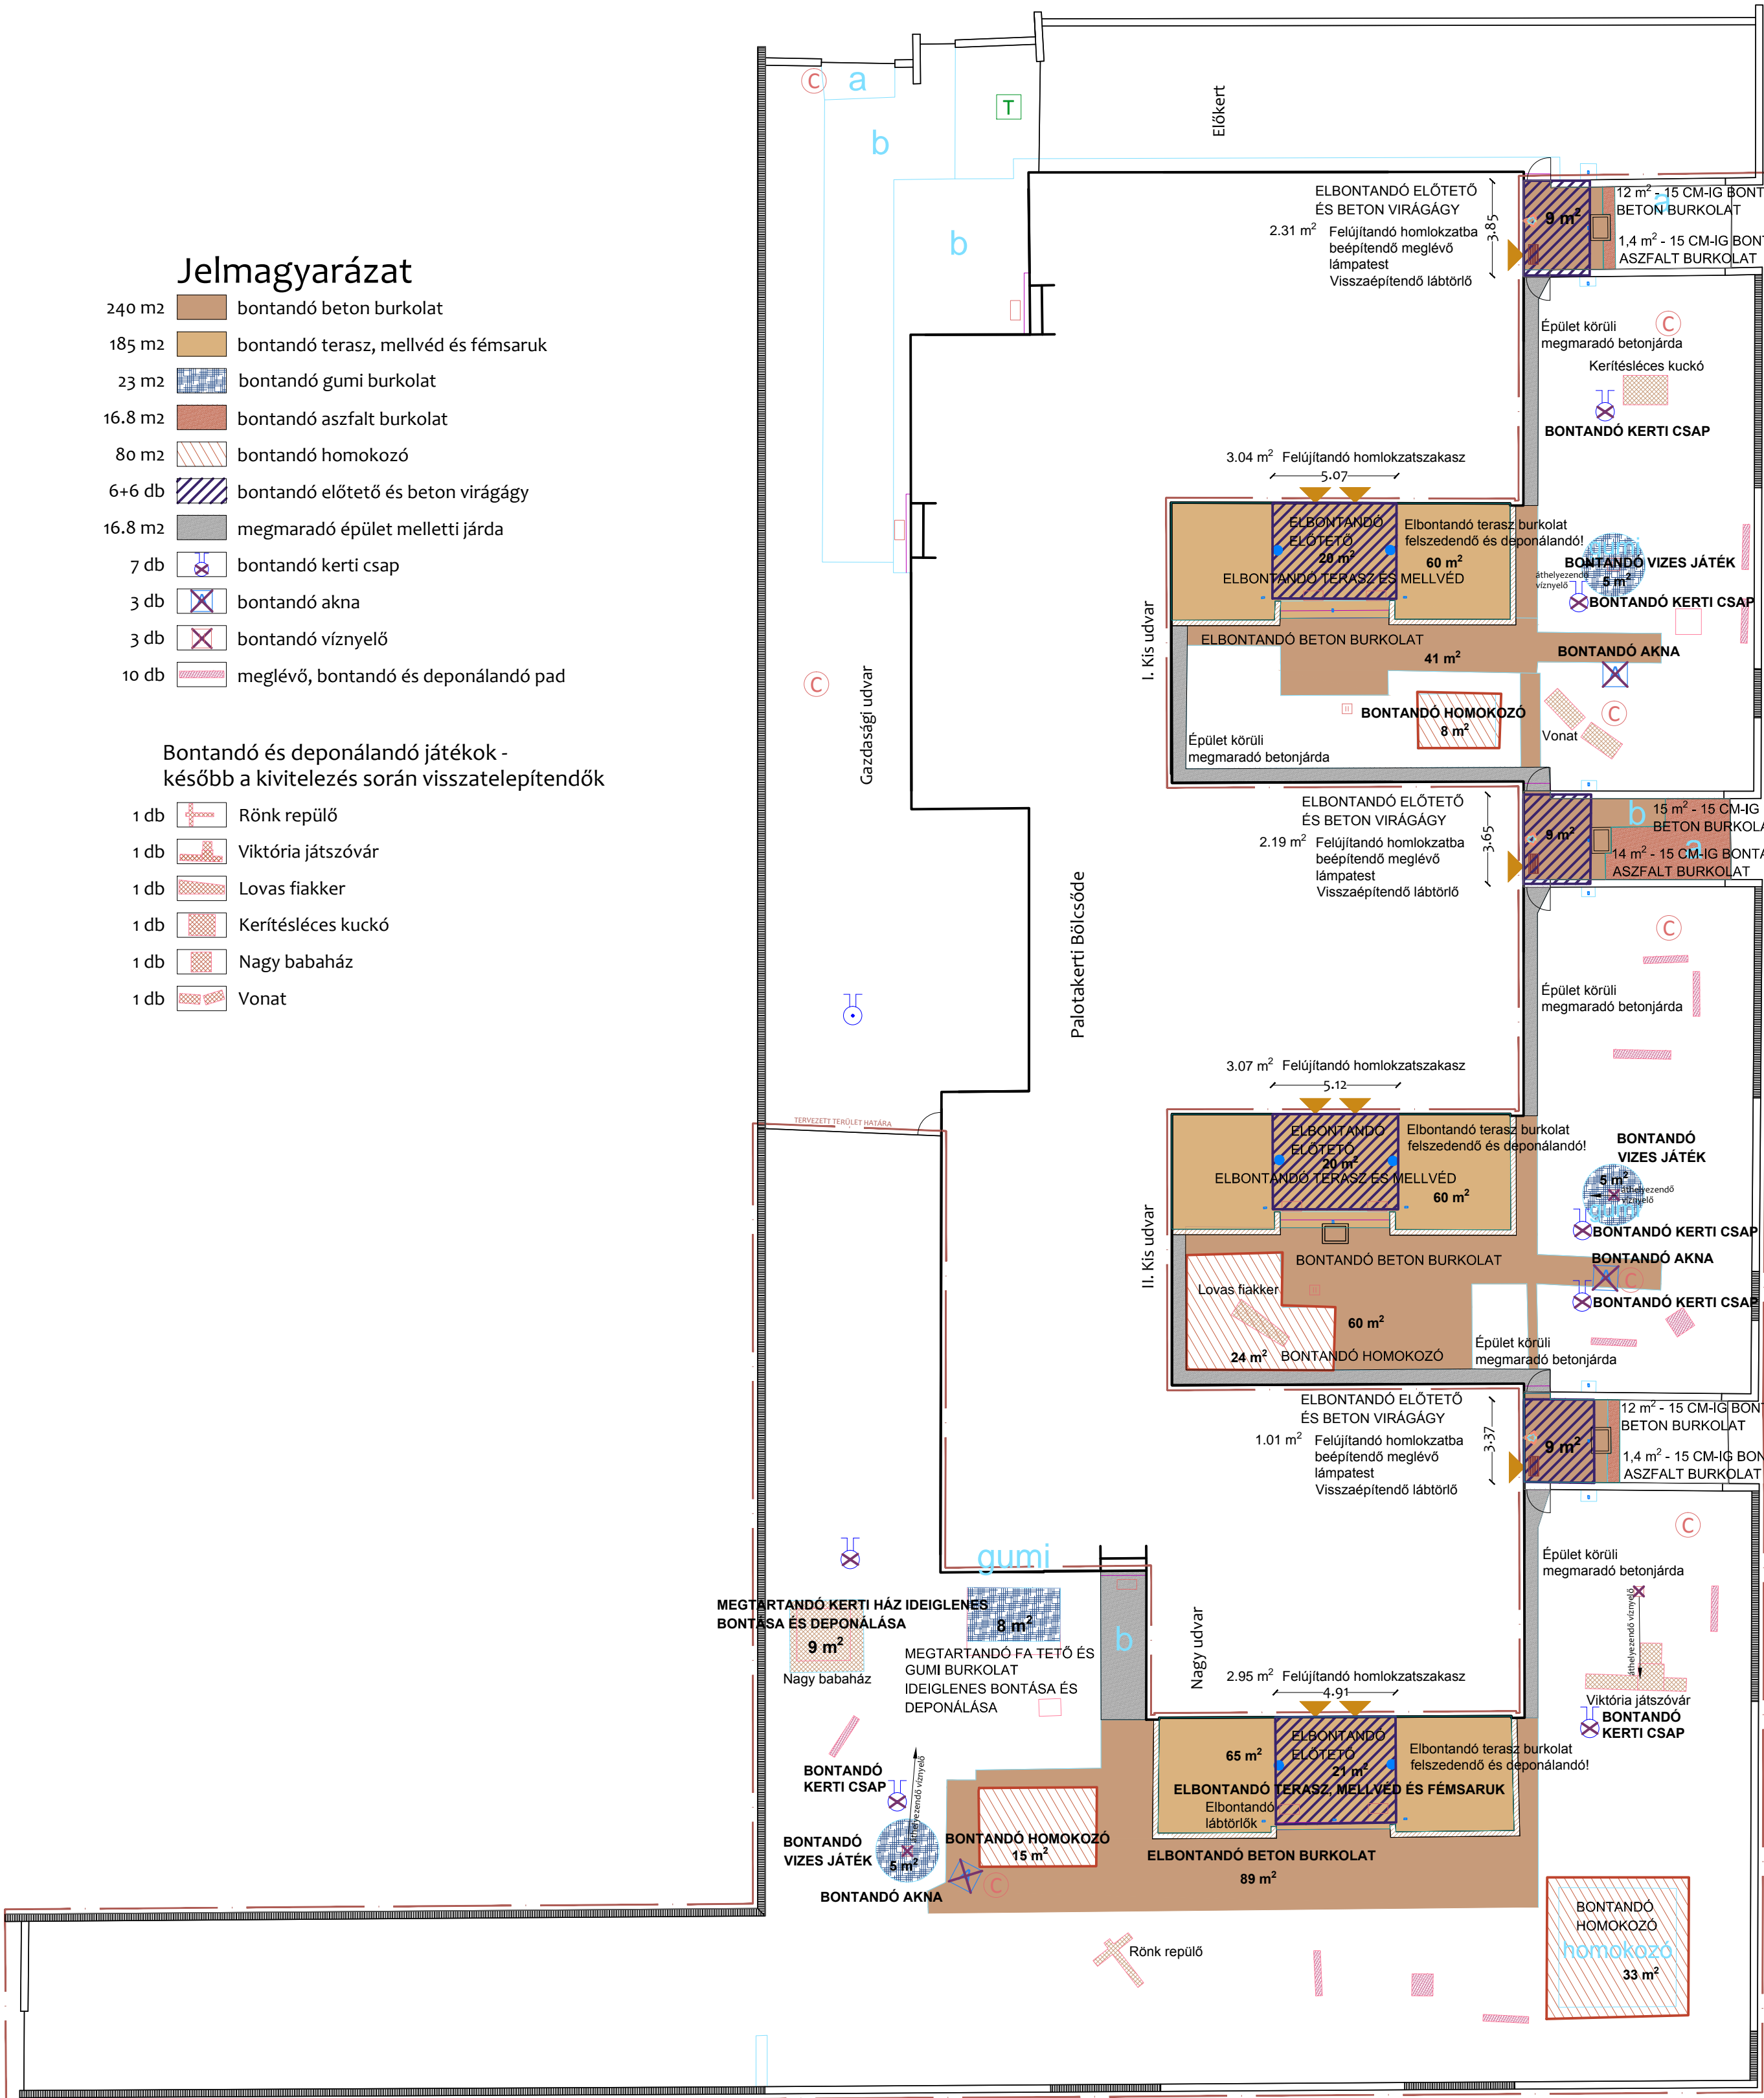 Jelmagyarázat
240 m2 bontandó beton burkolat
185 m2 bontandó terasz, mellvéd és fémsaruk
23 m2 bontandó gumi burkolat
16.8 m2 bontandó aszfalt burkolat
80 m2 bontandó homokozó
6+6 db bontandó előtető és beton virágágy
16.8 m2 megmaradó épület melletti járda
7 db bontandó kerti csap
3 db bontandó akna
3 db bontandó víznyelő
10 db meglévő, bontandó és deponálandó pad
Bontandó és deponálandó játékok -
később a kivitelezés során visszatelepítendők
1 db Rönk repülő
1 db Viktória játszóvár
1 db Lovas fiakker
1 db Kerítésléces kuckó
1 db Nagy babaház
1 db Vonat
C
a
b
T
b
Előkert
ELBONTANDÓ ELŐTETŐ
ÉS BETON VIRÁGÁGY
2.31 m² Felújítandó homlokzatba
beépítendő meglévő
lámpatest
Visszaépítendő lábtörlő
3.85
9 m²
12 m² - 15 CM-IG BONT
BETON BURKOLAT
a
1,4 m² - 15 CM-IG BONT
ASZFALT BURKOLAT
Épület körüli
megmaradó betonjárda
C
Kerítésléces kuckó
BONTANDÓ KERTI CSAP
3.04 m² Felújítandó homlokzatszakasz
5.07
ELBONTANDÓ
ELŐTETŐ
20 m²
Elbontandó terasz burkolat
felszedendő és deponálandó!
60 m²
ELBONTANDÓ TERASZ ÉS MELLVÉD
gumi
BONTANDÓ VIZES JÁTÉK
áthelyezendő
víznyelő
5 m²
BONTANDÓ KERTI CSAP
I. Kis udvar
ELBONTANDÓ BETON BURKOLAT
41 m²
BONTANDÓ AKNA
A
C
BONTANDÓ HOMOKOZÓ
8 m²
Vonat
Épület körüli
megmaradó betonjárda
C
Gazdasági udvar
Palotakerti Bölcsőde
ELBONTANDÓ ELŐTETŐ
ÉS BETON VIRÁGÁGY
2.19 m² Felújítandó homlokzatba
beépítendő meglévő
lámpatest
Visszaépítendő lábtörlő
3.65
9 m²
b
15 m² - 15 CM-IG
BETON BURKOLA
14 m² - 15 CM-IG BONTA
ASZFALT BURKOLAT
a
C
Épület körüli
megmaradó betonjárda
3.07 m² Felújítandó homlokzatszakasz
5.12
TERVEZETT TERÜLET HATÁRA
ELBONTANDÓ
ELŐTETŐ
20 m²
Elbontandó terasz burkolat
felszedendő és deponálandó!
ELBONTANDÓ TERASZ ÉS MELLVÉD
60 m²
BONTANDÓ
VIZES JÁTÉK
5 m²
áthelyezendő
víznyelő
gumi
BONTANDÓ KERTI CSAP
BONTANDÓ AKNA
A
C
BONTANDÓ KERTI CSAP
II. Kis udvar
BONTANDÓ BETON BURKOLAT
Lovas fiakker
60 m²
24 m² BONTANDÓ HOMOKOZÓ
Épület körüli
megmaradó betonjárda
ELBONTANDÓ ELŐTETŐ
ÉS BETON VIRÁGÁGY
1.01 m² Felújítandó homlokzatba
beépítendő meglévő
lámpatest
Visszaépítendő lábtörlő
3.37
9 m²
12 m² - 15 CM-IG BONT
BETON BURKOLAT
1,4 m² - 15 CM-IG BON
ASZFALT BURKOLAT
C
Épület körüli
megmaradó betonjárda
áthelyezendő víznyelő
Viktória játszóvár
BONTANDÓ
KERTI CSAP
gumi
MEGTARTANDÓ KERTI HÁZ IDEIGLENES
BONTÁSA ÉS DEPONÁLÁSA
9 m²
Nagy babaház
8 m²
MEGTARTANDÓ FA TETŐ ÉS
GUMI BURKOLAT
IDEIGLENES BONTÁSA ÉS
DEPONÁLÁSA
b
Nagy udvar
2.95 m² Felújítandó homlokzatszakasz
4.91
ELBONTANDÓ
ELŐTETŐ
21 m²
65 m²
Elbontandó terasz burkolat
felszedendő és deponálandó!
ELBONTANDÓ TERASZ, MELLVÉD ÉS FÉMSARUK
Elbontandó
lábtörlők
BONTANDÓ
KERTI CSAP
áthelyezendő víznyelő
BONTANDÓ
VIZES JÁTÉK
5 m²
BONTANDÓ HOMOKOZÓ
15 m²
ELBONTANDÓ BETON BURKOLAT
89 m²
BONTANDÓ AKNA
C
Rönk repülő
BONTANDÓ
HOMOKOZÓ
homokozó
33 m²